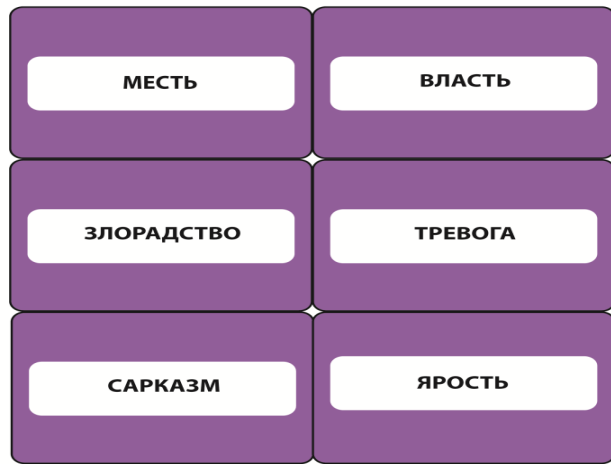 МЕСТЬ
ВЛАСТЬ
ЗЛОРАДСТВО
ТРЕВОГА
САРКАЗМ
ЯРОСТЬ